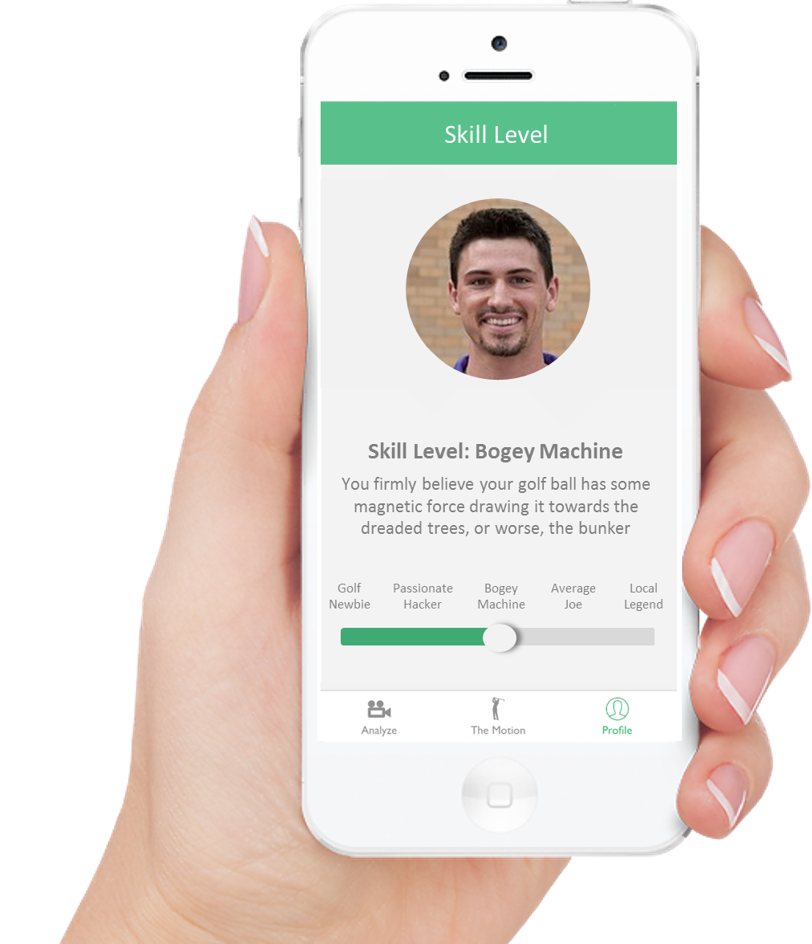 Skill Level
Skill Level: Bogey Machine
You firmly believe your golf ball has some
magnetic force drawing it towards the
dreaded trees, or worse, the bunker
Golf Newbie
Passionate Hacker
Bogey Machine
Average Joe
Local Legend
Analyze
The Motion
Profile